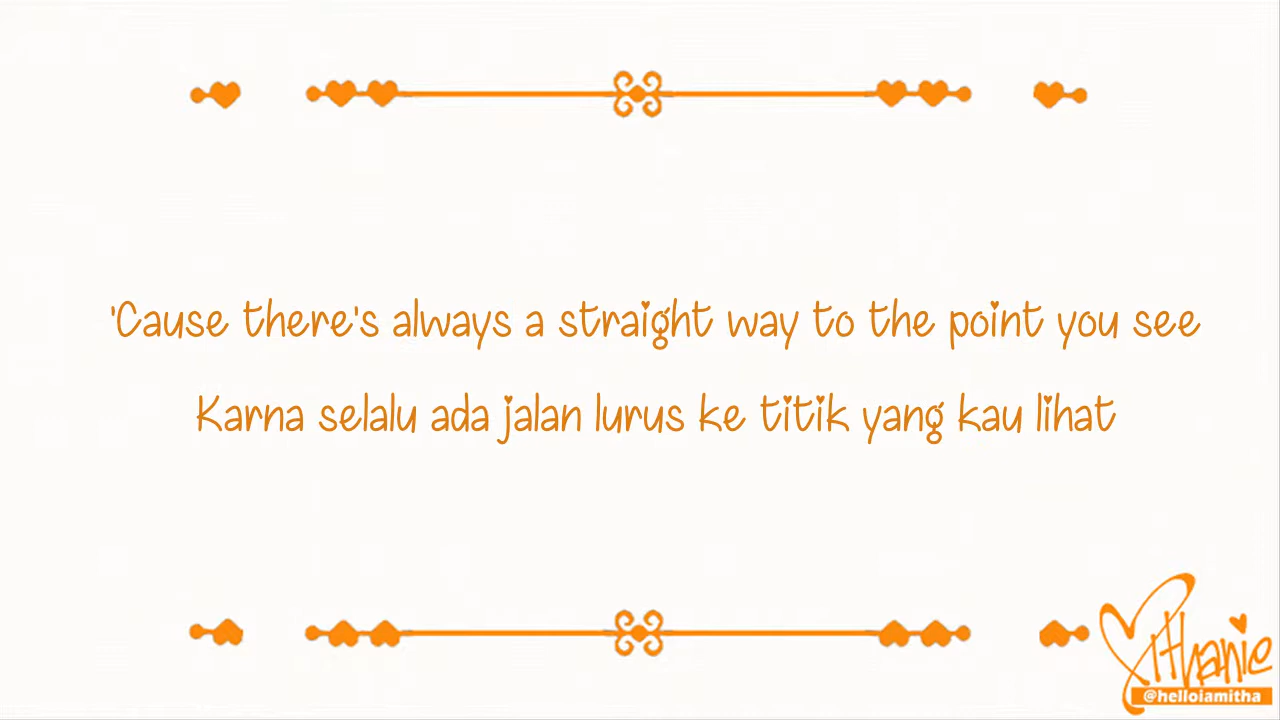 'Cause there's always a straight way to the point you see
Karna selalu ada jalan lurus ke titik yang kau lihat
Mithanie
@helloiamitha